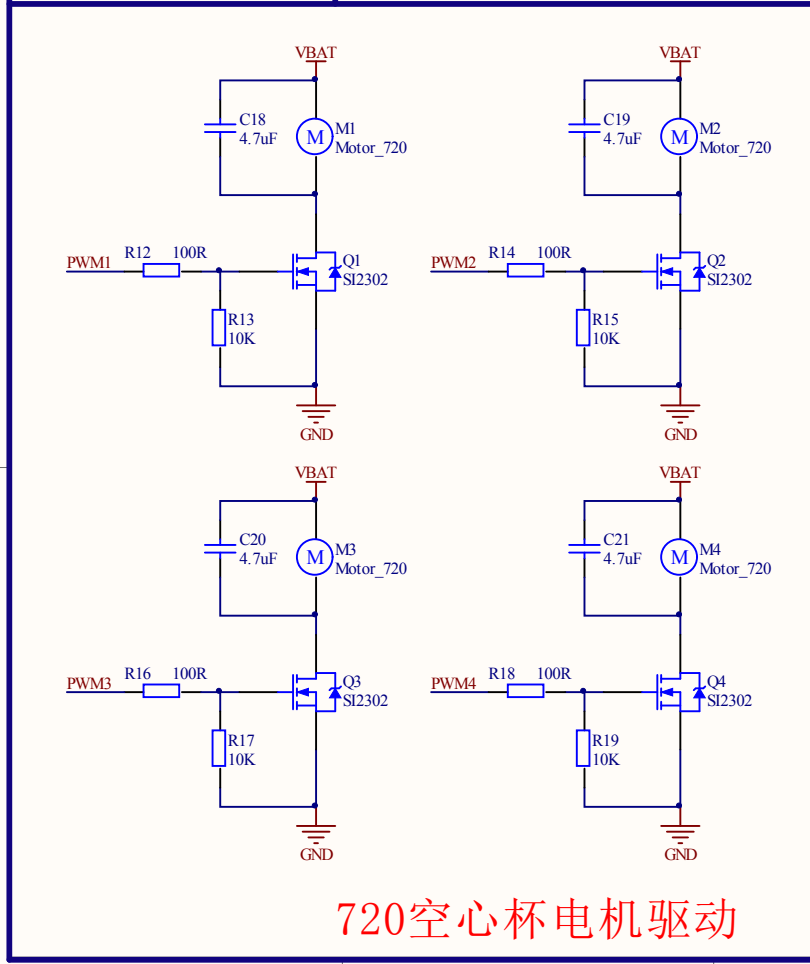 VBAT
C18
4.7uF
M
M1
Motor_720
PWM1
R12 100R
Q1
SI2302
R13
10K
GND
VBAT
C19
4.7uF
M
M2
Motor_720
PWM2
R14 100R
Q2
SI2302
R15
10K
GND
VBAT
C20
4.7uF
M
M3
Motor_720
PWM3
R16 100R
Q3
SI2302
R17
10K
GND
VBAT
C21
4.7uF
M
M4
Motor_720
PWM4
R18 100R
Q4
SI2302
R19
10K
GND
720空心杯电机驱动